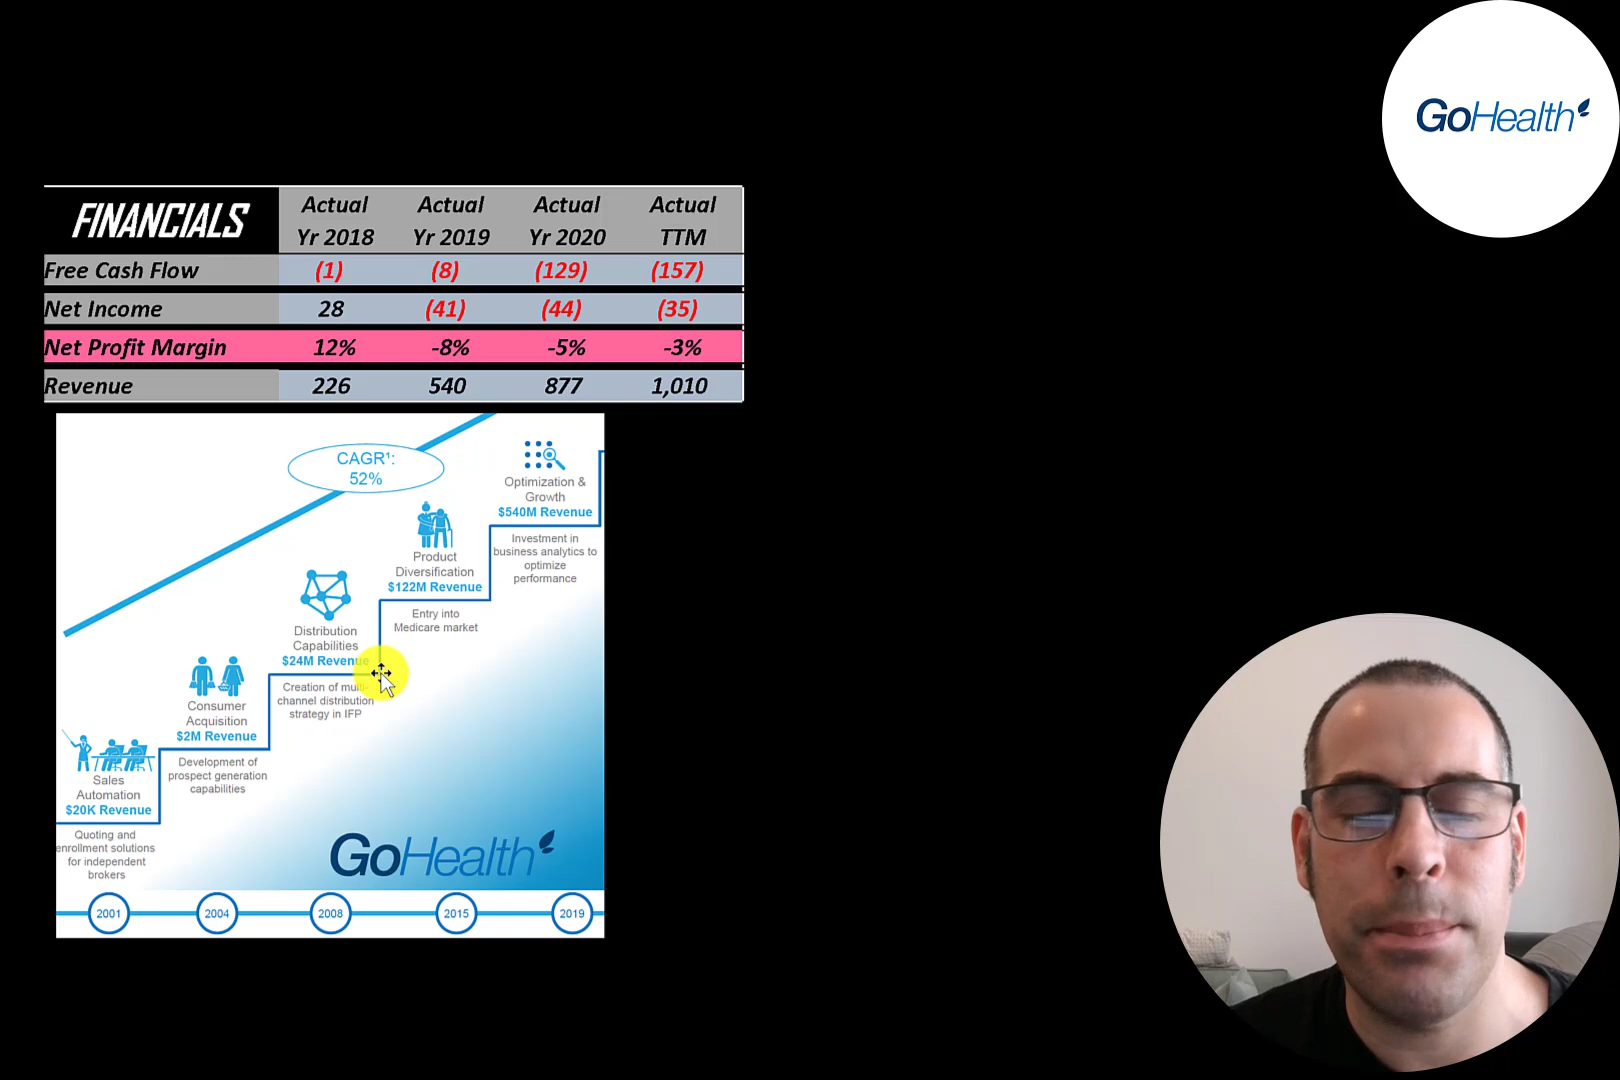 GoHealth
FINANCIALS
Actual Actual Actual Actual
Yr 2018 Yr 2019 Yr 2020 TTM
Free Cash Flow (1) (8) (129) (157)
Net Income 28 (41) (44) (35)
Net Profit Margin 12% -8% -5% -3%
Revenue 226 540 877 1,010
CAGR¹:
52%
Optimization &
Growth
$540M Revenue
Investment in
business analytics to
optimize
performance
Product
Diversification
$122M Revenue
Entry into
Medicare market
Distribution
Capabilities
$24M Revenue
Creation of multi-
channel distribution
strategy in IFP
Consumer
Acquisition
$2M Revenue
Development of
prospect generation
capabilities
Sales
Automation
$20K Revenue
Quoting and
enrollment solutions
for independent
brokers
GoHealth
2001 2004 2008 2015 2019